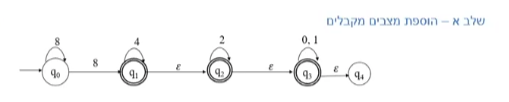 שלב א – הוספת מצבים מקבלים
8 4 2 0, 1
q₀ 8 q₁ ε q₂ ε q₃ ε q₄